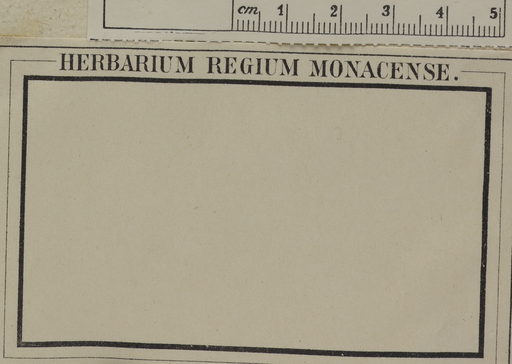 cm 1 2 3 4 5
HERBARIUM REGIUM MONACENSE.